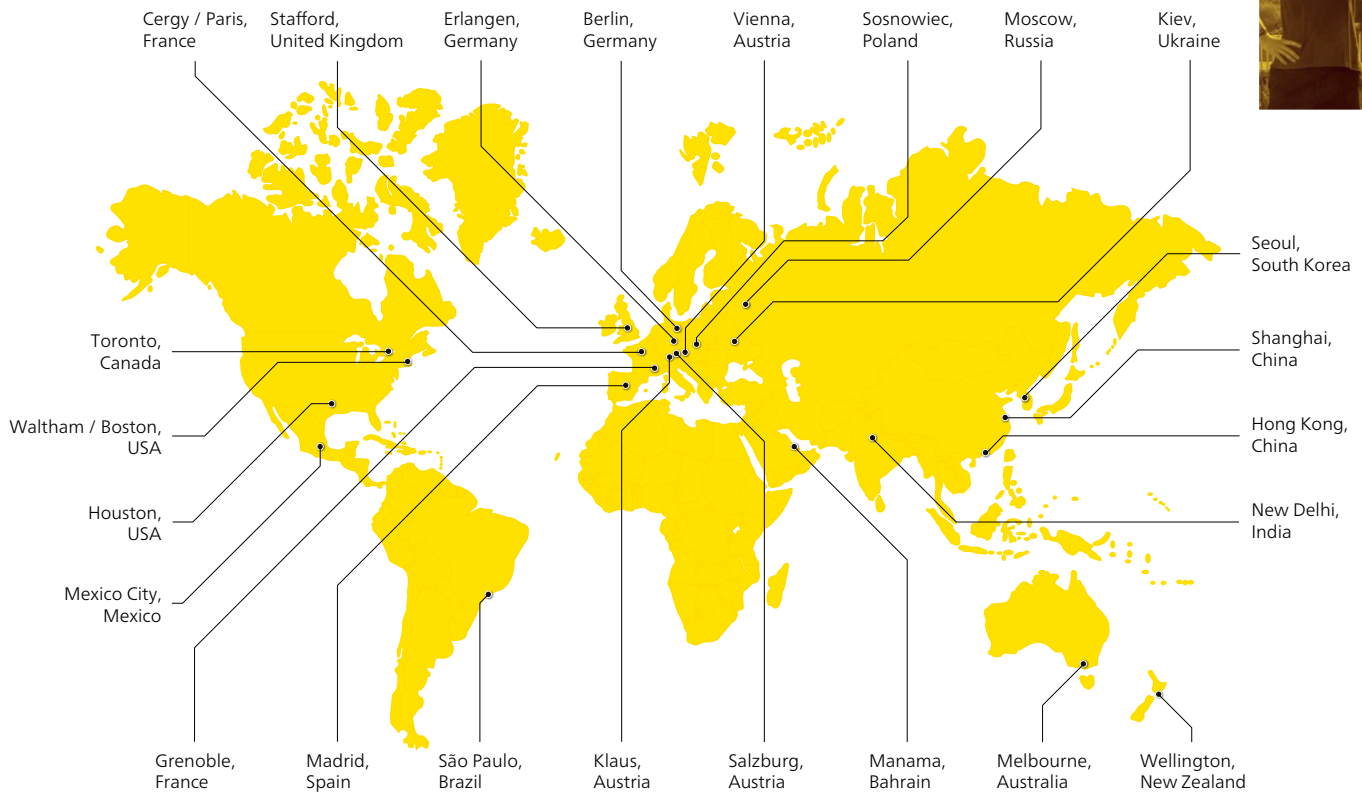 Cergy / Paris,
France
Stafford,
United Kingdom
Erlangen,
Germany
Berlin,
Germany
Vienna,
Austria
Sosnowiec,
Poland
Moscow,
Russia
Kiev,
Ukraine
Seoul,
South Korea
Shanghai,
China
Hong Kong,
China
New Delhi,
India
Toronto,
Canada
Waltham / Boston,
USA
Houston,
USA
Mexico City,
Mexico
Grenoble,
France
Madrid,
Spain
São Paulo,
Brazil
Klaus,
Austria
Salzburg,
Austria
Manama,
Bahrain
Melbourne,
Australia
Wellington,
New Zealand